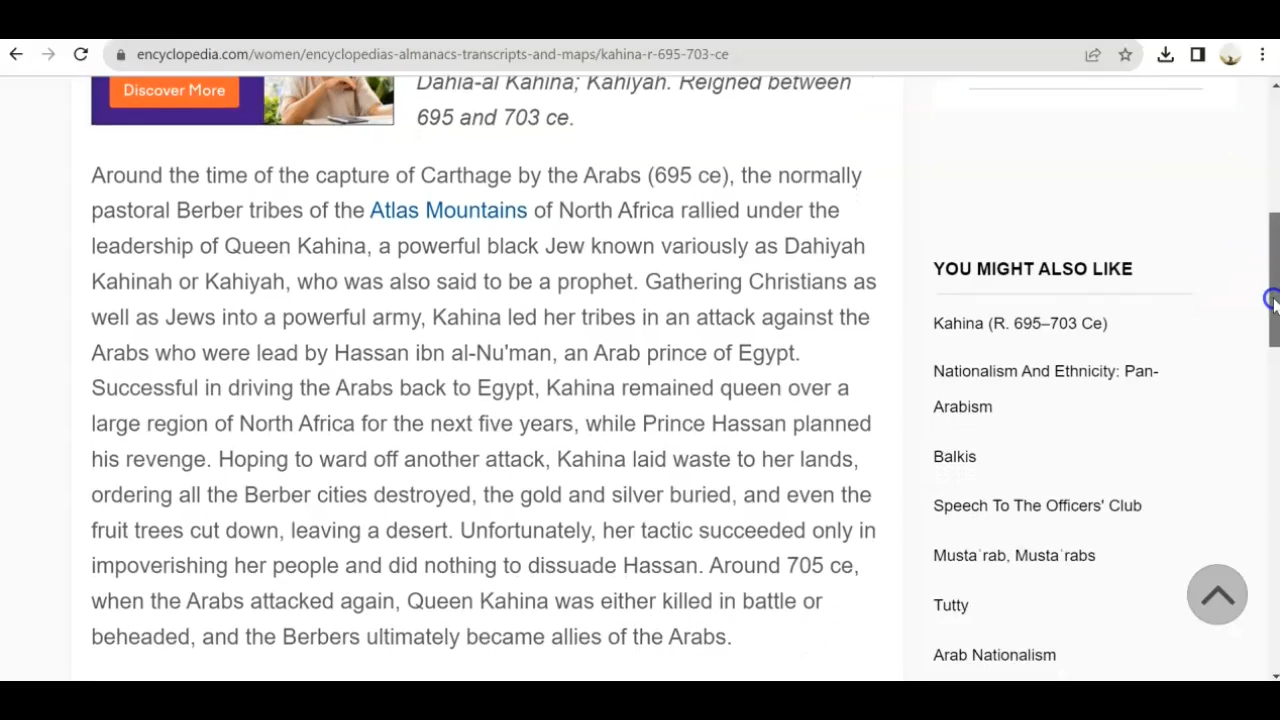 encyclopedia.com/women/encyclopedias-almanacs-transcripts-and-maps/kahina-r-695-703-ce
Discover More
Dahia-al Kahina; Kahiyah. Reigned between
695 and 703 ce.
Around the time of the capture of Carthage by the Arabs (695 ce), the normally
pastoral Berber tribes of the Atlas Mountains of North Africa rallied under the
leadership of Queen Kahina, a powerful black Jew known variously as Dahiyah
Kahinah or Kahiyah, who was also said to be a prophet. Gathering Christians as
well as Jews into a powerful army, Kahina led her tribes in an attack against the
Arabs who were lead by Hassan ibn al-Nu'man, an Arab prince of Egypt.
Successful in driving the Arabs back to Egypt, Kahina remained queen over a
large region of North Africa for the next five years, while Prince Hassan planned
his revenge. Hoping to ward off another attack, Kahina laid waste to her lands,
ordering all the Berber cities destroyed, the gold and silver buried, and even the
fruit trees cut down, leaving a desert. Unfortunately, her tactic succeeded only in
impoverishing her people and did nothing to dissuade Hassan. Around 705 ce,
when the Arabs attacked again, Queen Kahina was either killed in battle or
beheaded, and the Berbers ultimately became allies of the Arabs.
YOU MIGHT ALSO LIKE
Kahina (R. 695–703 Ce)
Nationalism And Ethnicity: Pan-
Arabism
Balkis
Speech To The Officers' Club
Mustaʿrab, Mustaʿrabs
Tutty
Arab Nationalism